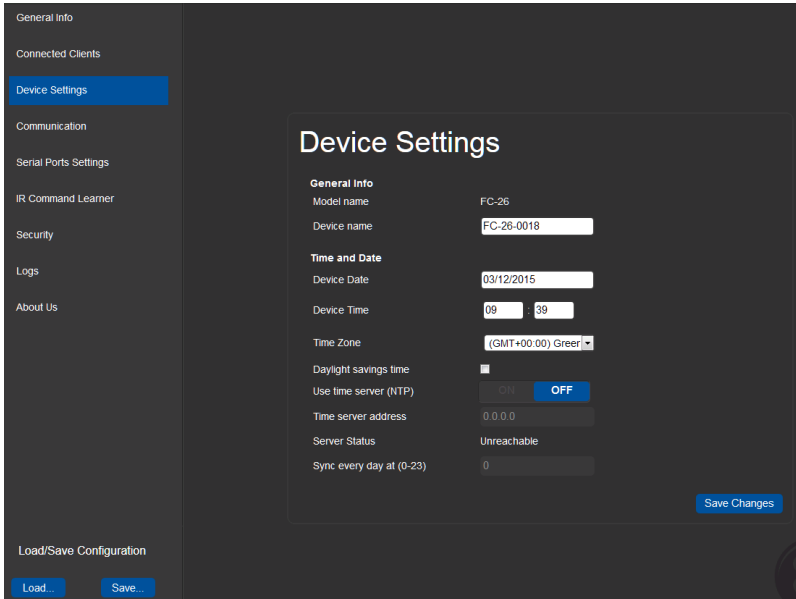 General Info
Connected Clients
Device Settings
Communication
Serial Ports Settings
IR Command Learner
Security
Logs
About Us
Load/Save Configuration
Load... Save...
Device Settings
General Info
Model name FC-26
Device name FC-26-0018
Time and Date
Device Date 03/12/2015
Device Time 09 : 39
Time Zone (GMT+00:00) Greer
Daylight savings time
Use time server (NTP) ON OFF
Time server address 0.0.0.0
Server Status Unreachable
Sync every day at (0-23) 0
Save Changes